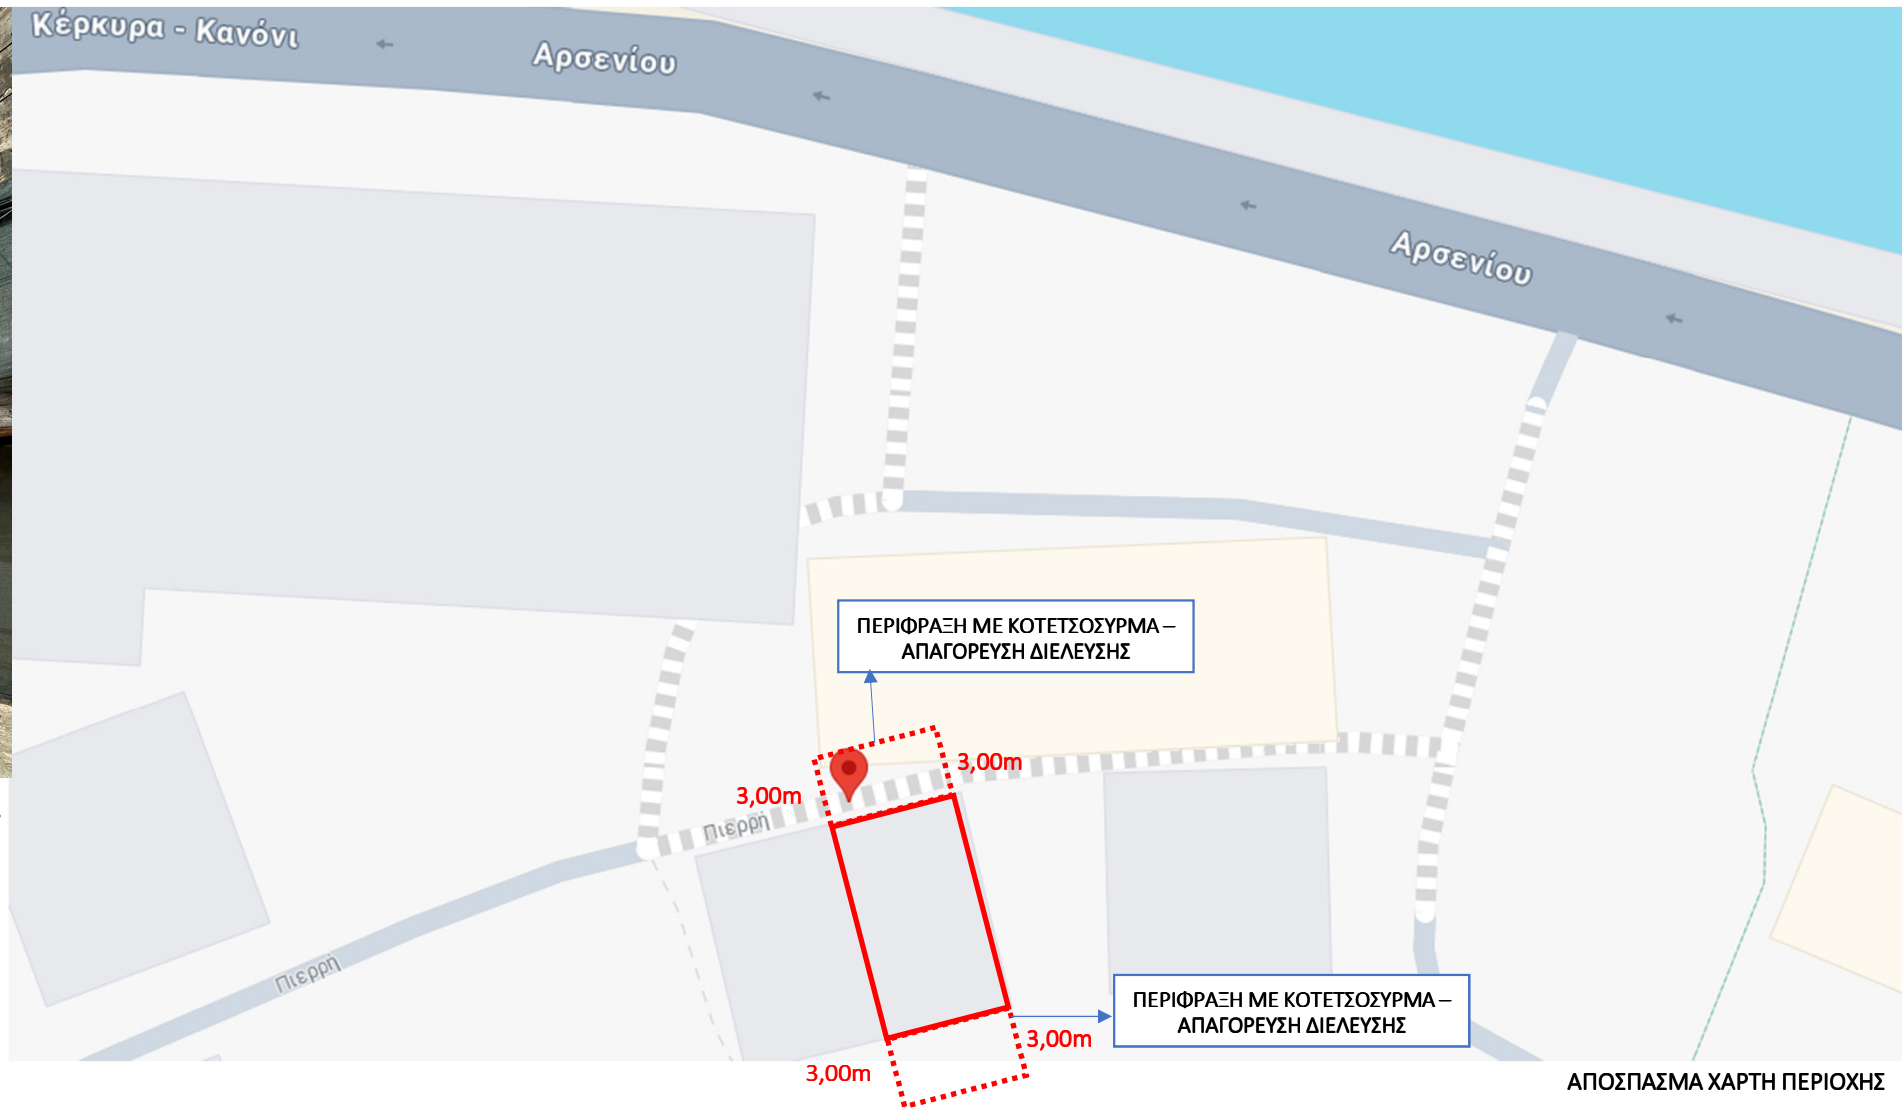 Κέρκυρα - Κανόνι
Αρσενίου
Αρσενίου
ΠΕΡΙΦΡΑΞΗ ΜΕ ΚΟΤΕΤΣΟΣΥΡΜΑ –
ΑΠΑΓΟΡΕΥΣΗ ΔΙΕΛΕΥΣΗΣ
3,00m
3,00m
Πιερρή
Πιερρή
ΠΕΡΙΦΡΑΞΗ ΜΕ ΚΟΤΕΤΣΟΣΥΡΜΑ –
ΑΠΑΓΟΡΕΥΣΗ ΔΙΕΛΕΥΣΗΣ
3,00m
3,00m
ΑΠΟΣΠΑΣΜΑ ΧΑΡΤΗ ΠΕΡΙΟΧΗΣ